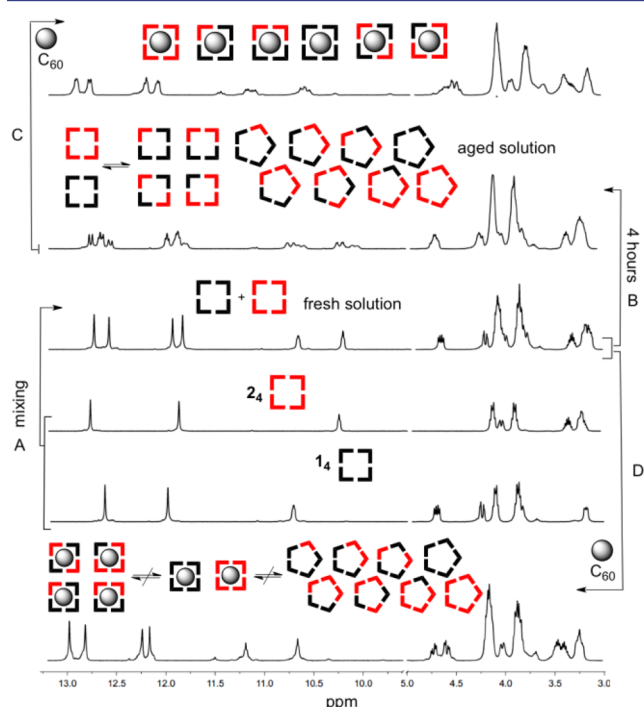 C60
C
aged solution
4 hours
B
+
fresh solution
mixing
2₄
A
1₄
D
C60
13.0 12.5 12.0 11.5 11.0 10.5 10.0 5.0 4.5 4.0 3.5 3.0
ppm